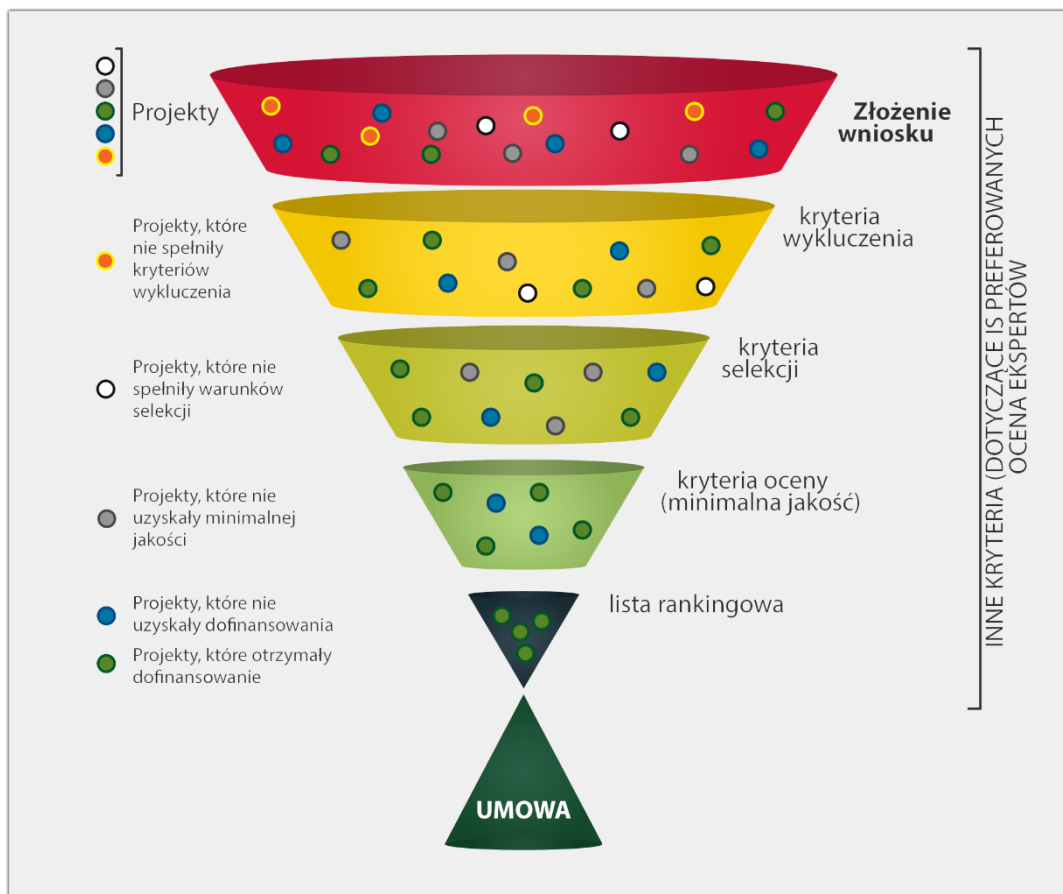 Projekty
Złożenie
wniosku
Projekty, które
nie spełniły
kryteriów
wykluczenia
kryteria
wykluczenia
Projekty, które nie
spełniły warunków
selekcji
kryteria
selekcji
Projekty, które nie
uzyskały minimalnej
jakości
kryteria oceny
(minimalna jakość)
Projekty, które nie
uzyskały dofinansowania
Projekty, które otrzymały
dofinansowanie
lista rankingowa
UMOWA
INNE KRYTERIA (DOTYCZĄCE IS PREFEROWANYCH
OCENA EKSPERTÓW